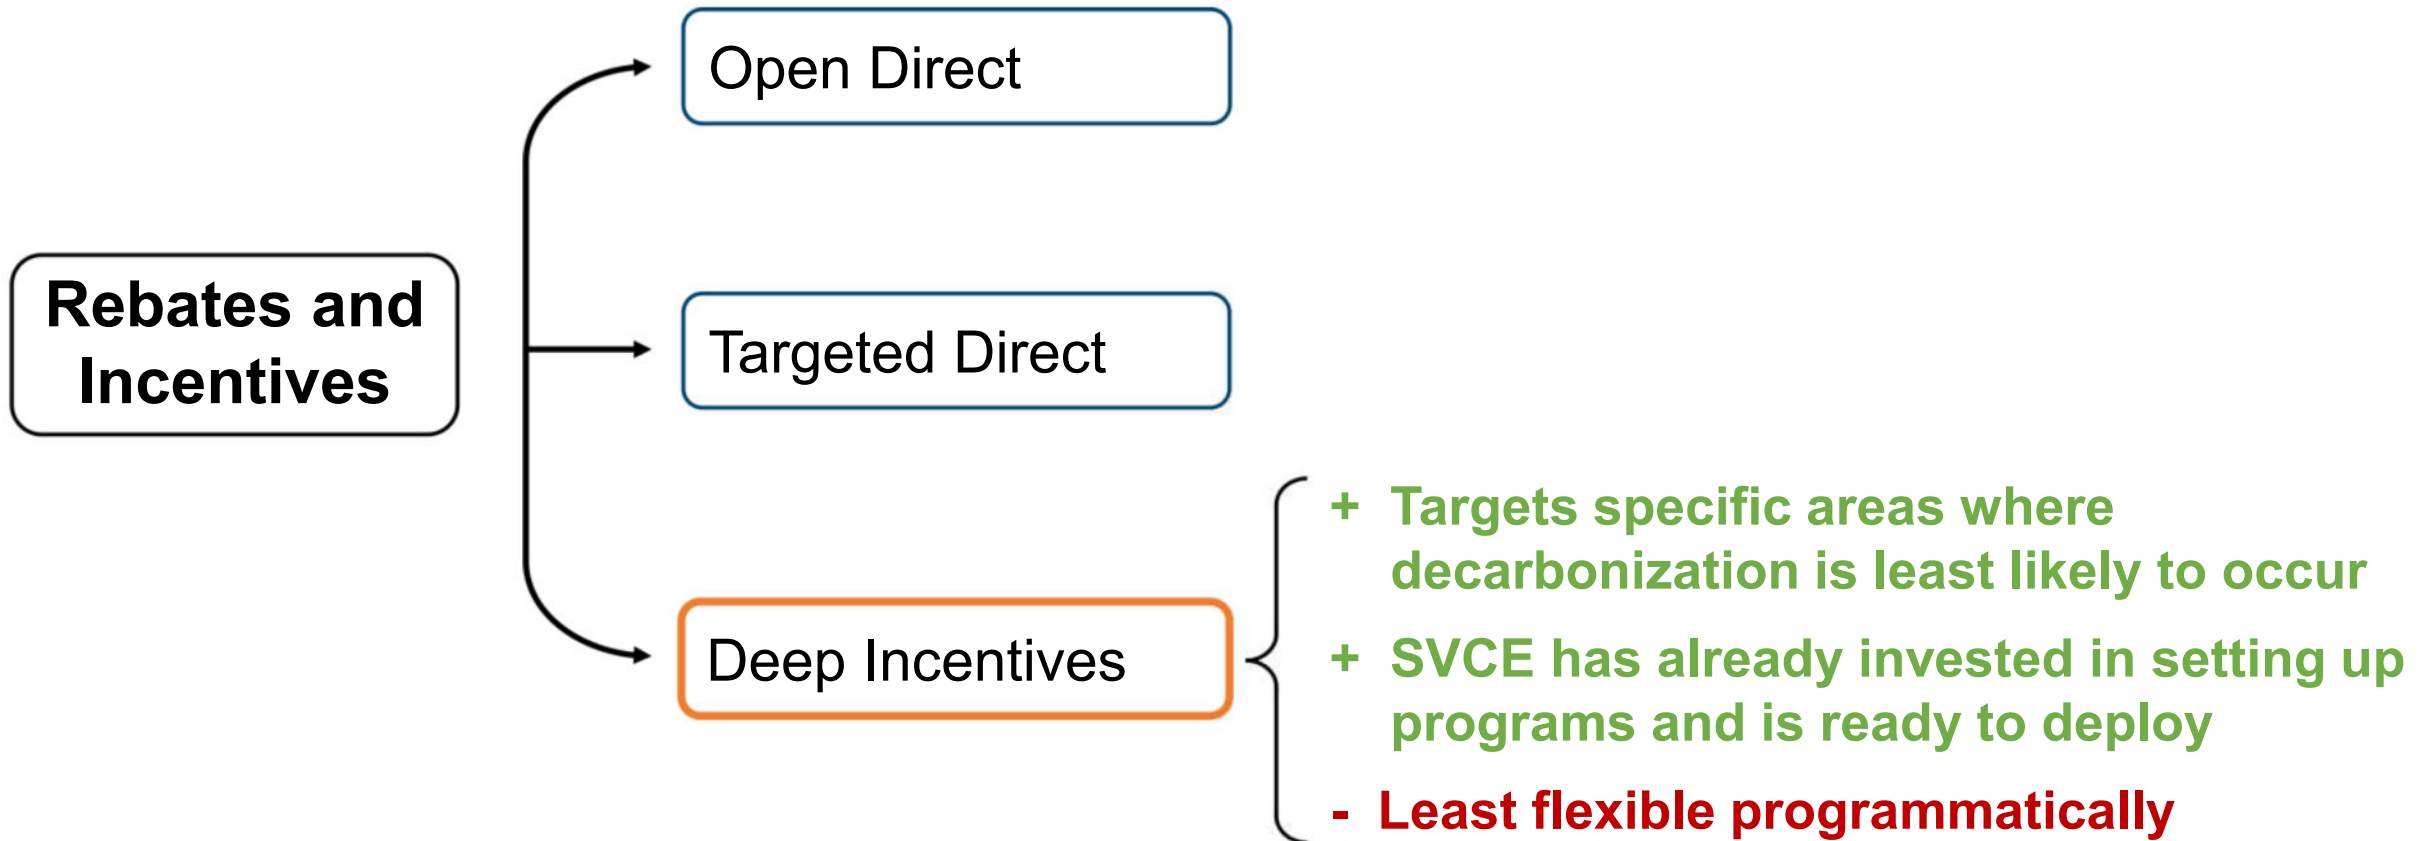 Open Direct
Rebates and
Incentives
Targeted Direct
Deep Incentives
+ Targets specific areas where
decarbonization is least likely to occur
+ SVCE has already invested in setting up
programs and is ready to deploy
- Least flexible programmatically